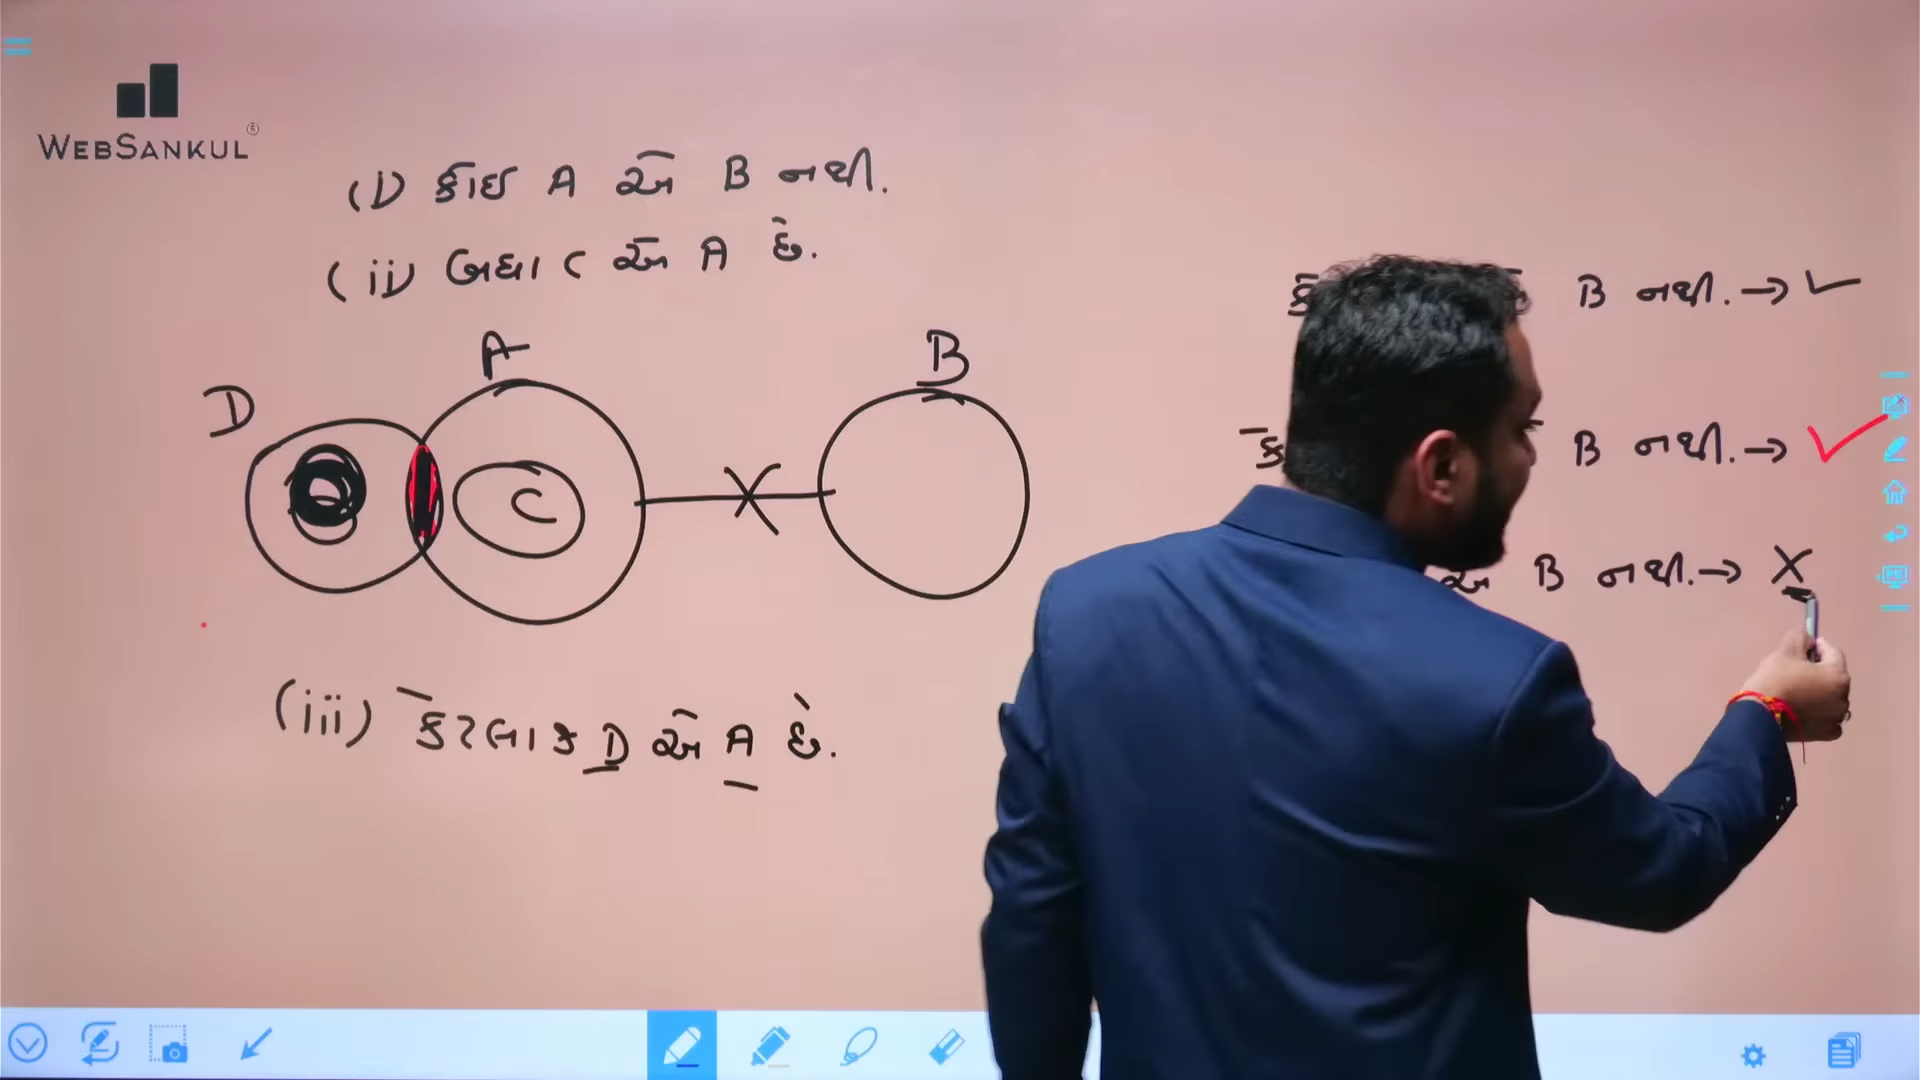 WEBSANKUL®
(i) કોઇ A એ B નથી.
(ii) બધા C એ A છે.
A
B
D
C
(iii) કેટલાક D એ A છે.
B નથી. → ✓
B નથી. → ✓
એ B નથી. → X